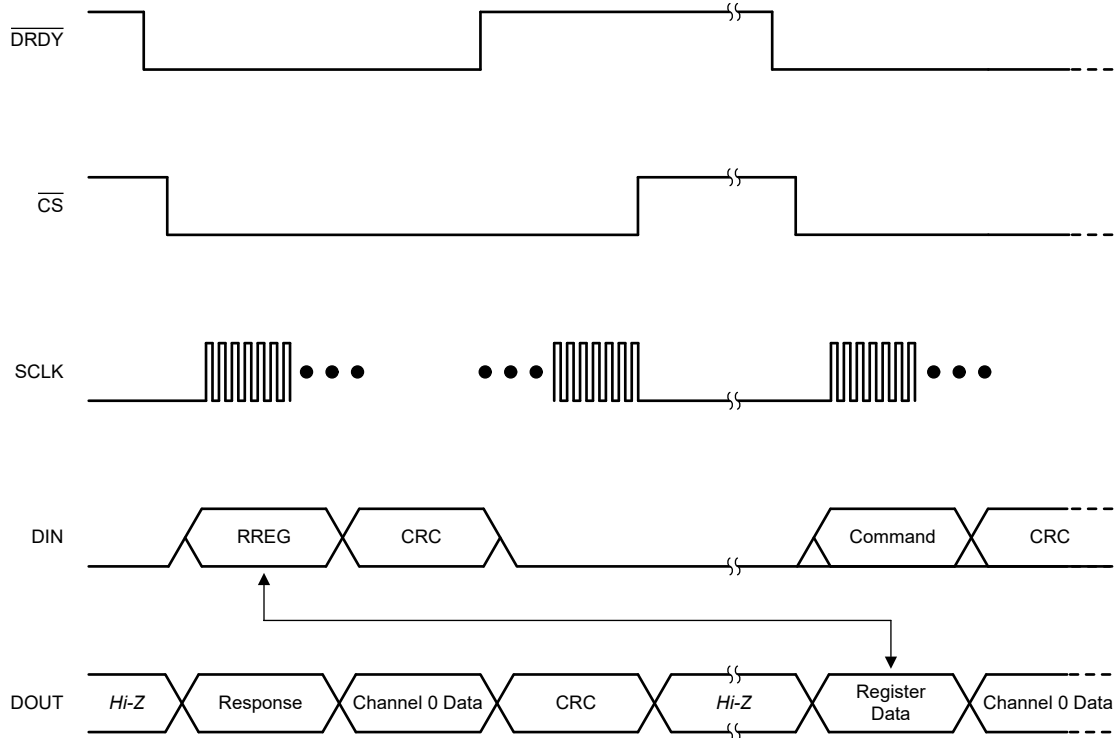 DRDY
CS
SCLK
DIN
RREG
CRC
Command
CRC
DOUT
Hi-Z
Response
Channel 0 Data
CRC
Hi-Z
Register
Data
Channel 0 Data